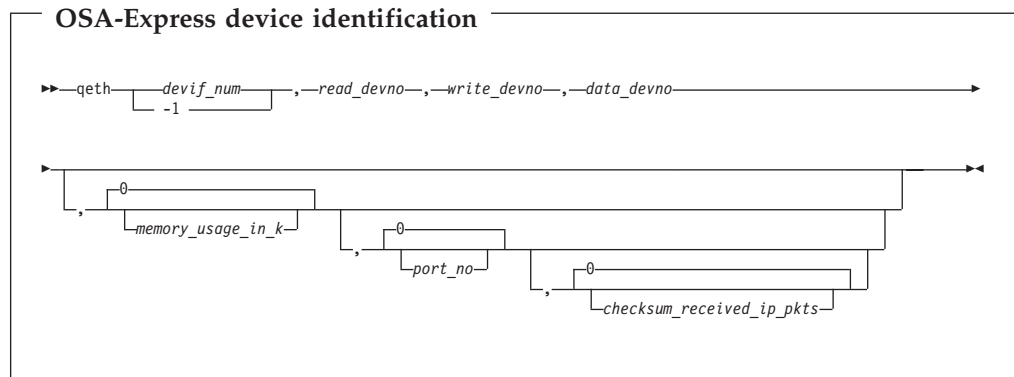 OSA-Express device identification
qeth devif_num , read_devno , write_devno , data_devno
-1
0
, memory_usage_in_k
0
, port_no
0
, checksum_received_ip_pkts